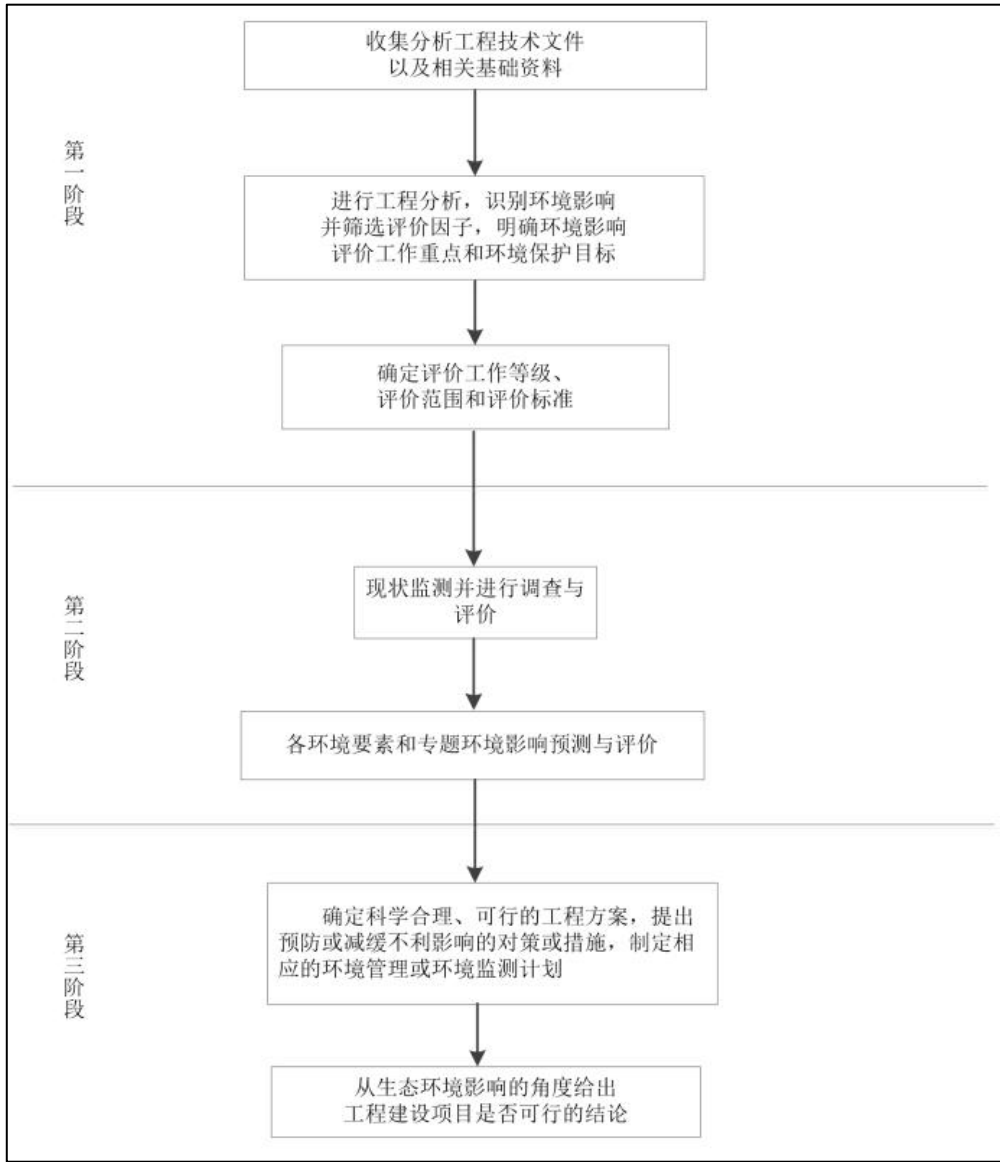 收集分析工程技术文件
以及相关基础资料
第一阶段
进行工程分析，识别环境影响
并筛选评价因子，明确环境影响
评价工作重点和环境保护目标
确定评价工作等级、
评价范围和评价标准
第二阶段
现状监测并进行调查与
评价
各环境要素和专题环境影响预测与评价
第三阶段
确定科学合理、可行的工程方案，提出
预防或减缓不利影响的对策或措施，制定相
应的环境管理或环境监测计划
从生态环境影响的角度给出
工程建设项目是否可行的结论